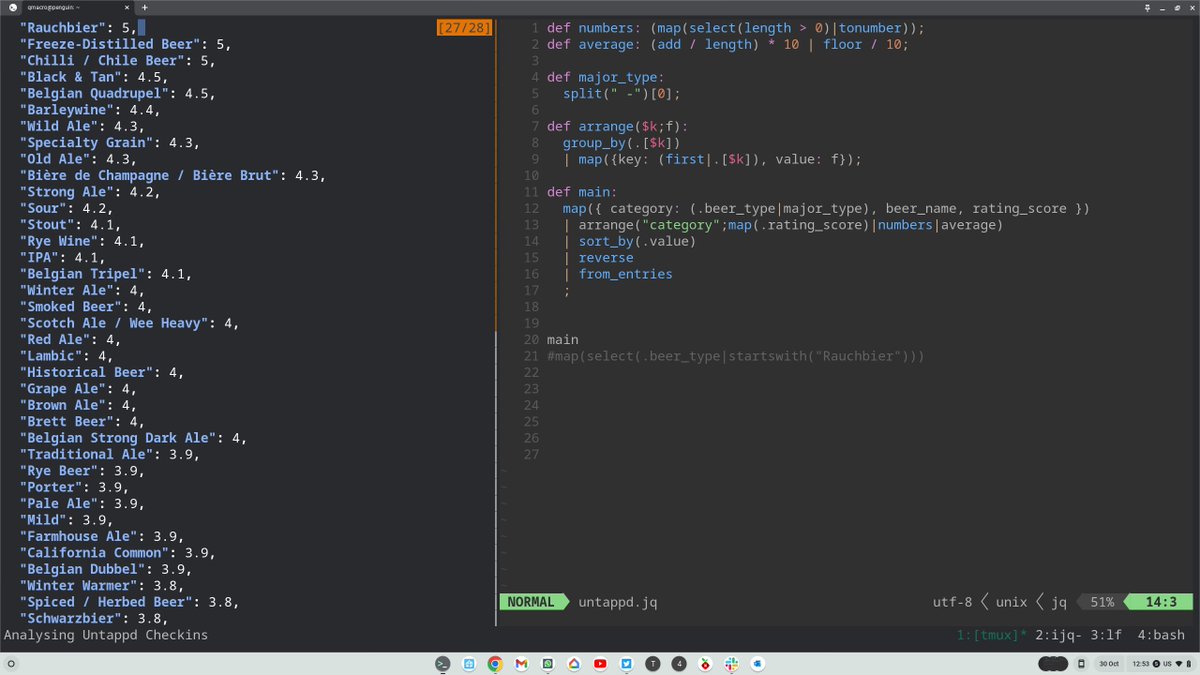 qmacro@penguin: ~
"Rauchbier": 5,
[27/28]
"Freeze-Distilled Beer": 5,
"Chilli / Chile Beer": 5,
"Black & Tan": 4.5,
"Belgian Quadrupel": 4.5,
"Barleywine": 4.4,
"Wild Ale": 4.3,
"Specialty Grain": 4.3,
"Old Ale": 4.3,
"Bière de Champagne / Bière Brut": 4.3,
"Strong Ale": 4.2,
"Sour": 4.2,
"Stout": 4.1,
"Rye Wine": 4.1,
"IPA": 4.1,
"Belgian Tripel": 4.1,
"Winter Ale": 4,
"Smoked Beer": 4,
"Scotch Ale / Wee Heavy": 4,
"Red Ale": 4,
"Lambic": 4,
"Historical Beer": 4,
"Grape Ale": 4,
"Brown Ale": 4,
"Brett Beer": 4,
"Belgian Strong Dark Ale": 4,
"Traditional Ale": 3.9,
"Rye Beer": 3.9,
"Porter": 3.9,
"Pale Ale": 3.9,
"Mild": 3.9,
"Farmhouse Ale": 3.9,
"California Common": 3.9,
"Belgian Dubbel": 3.9,
"Winter Warmer": 3.8,
"Spiced / Herbed Beer": 3.8,
"Schwarzbier": 3.8,
1 def numbers: (map(select(length > 0)|tonumber));
2 def average: (add / length) * 10 | floor / 10;
3
4 def major_type:
5   split(" -")[0];
6
7 def arrange($k;f):
8   group_by(.[$k])
9   | map({key: (first|.[$k]), value: f});
10
11 def main:
12   map({ category: (.beer_type|major_type), beer_name, rating_score })
13   | arrange("category";map(.rating_score)|numbers|average)
14   | sort_by(.value)
15   | reverse
16   | from_entries
17   ;
18
19
20 main
21 #map(select(.beer_type|startswith("Rauchbier")))
22
23
24
25
26
27
~
~
~
~
~
~
~
~
NORMAL untappd.jq utf-8 unix jq 51% 14:3
Analysing Untappd Checkins 1:[tmux]* 2:ijq- 3:lf 4:bash
T 4 30 Oct 12:53 US